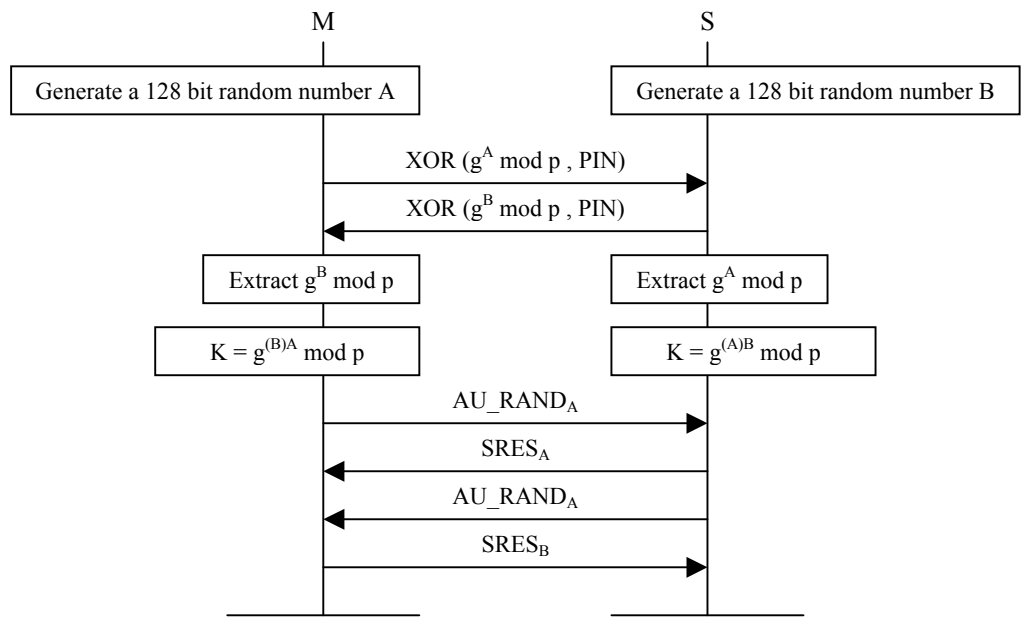 M
S
Generate a 128 bit random number A
Generate a 128 bit random number B
XOR (g^A mod p , PIN)
XOR (g^B mod p , PIN)
Extract g^B mod p
Extract g^A mod p
K = g^(B)A mod p
K = g^(A)B mod p
AU_RAND_A
SRES_A
AU_RAND_A
SRES_B